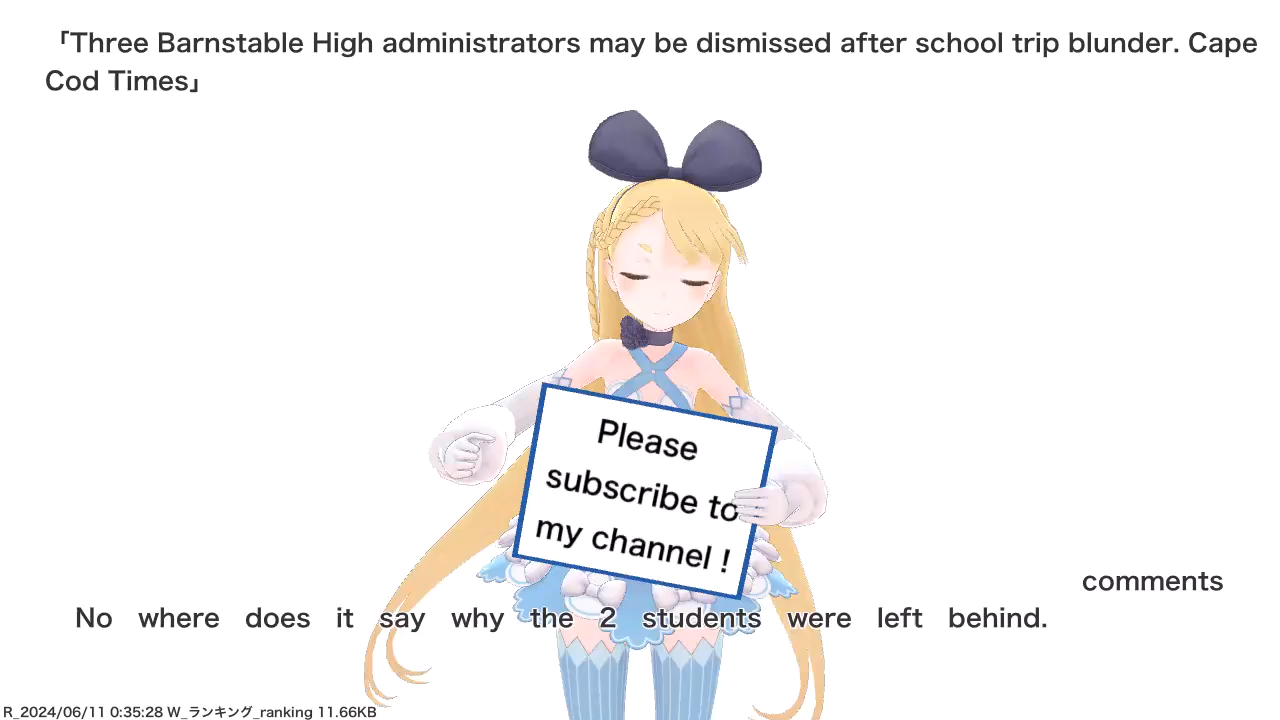 「Three Barnstable High administrators may be dismissed after school trip blunder. Cape
Cod Times」
Please
subscribe to
my channel !
comments
No where does it say why the 2 students were left behind.
R_2024/06/11 0:35:28 W_ランキング_ranking 11.66KB